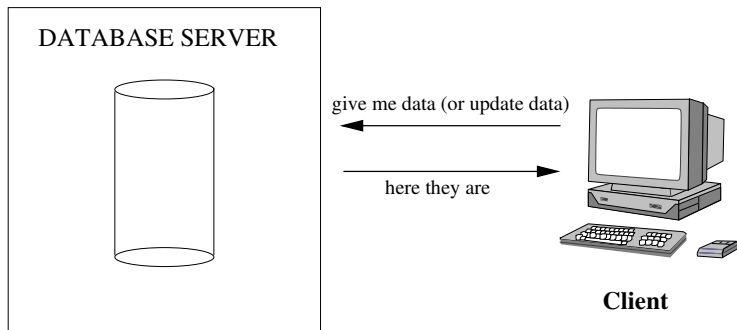 DATABASE SERVER
give me data (or update data)
here they are
Client